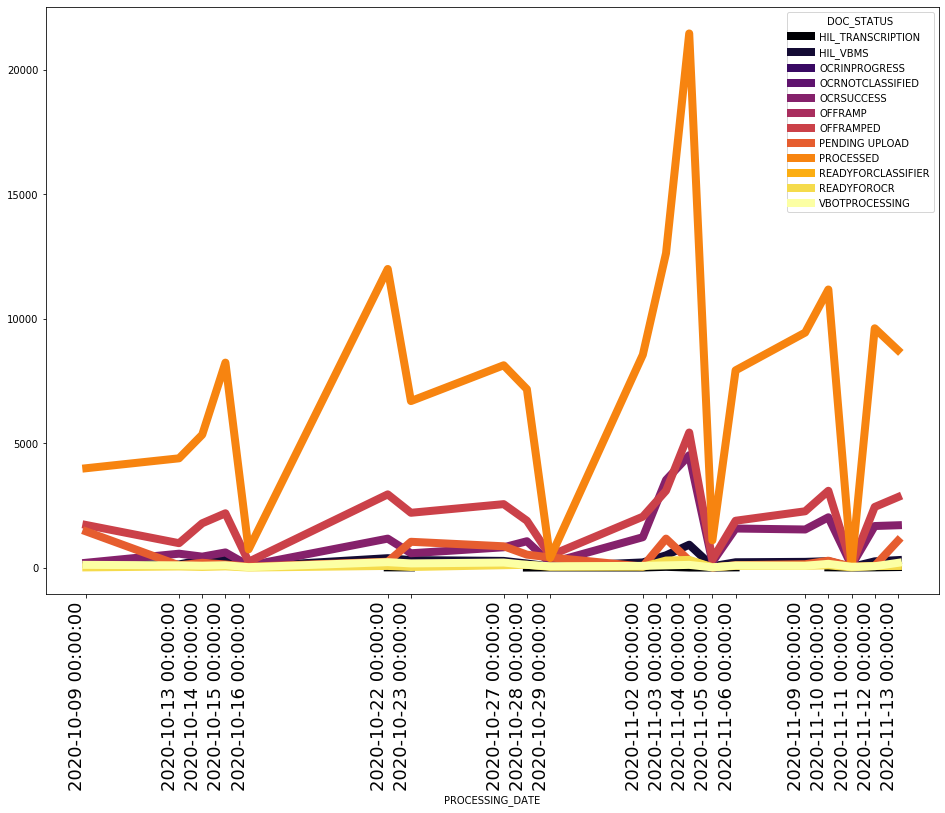 DOC_STATUS
HIL_TRANSCRIPTION
HIL_VBMS
OCRINPROGRESS
OCRNOTCLASSIFIED
OCRSUCCESS
OFFRAMP
OFFRAMPED
PENDING UPLOAD
PROCESSED
READYFORCLASSIFIER
READYFOROCR
VBOTPROCESSING
20000
15000
10000
5000
0
2020-10-09 00:00:00
2020-10-13 00:00:00
2020-10-14 00:00:00
2020-10-15 00:00:00
2020-10-16 00:00:00
2020-10-22 00:00:00
2020-10-23 00:00:00
2020-10-27 00:00:00
2020-10-28 00:00:00
2020-10-29 00:00:00
2020-11-02 00:00:00
2020-11-03 00:00:00
2020-11-04 00:00:00
2020-11-05 00:00:00
2020-11-06 00:00:00
2020-11-09 00:00:00
2020-11-10 00:00:00
2020-11-11 00:00:00
2020-11-12 00:00:00
2020-11-13 00:00:00
PROCESSING_DATE